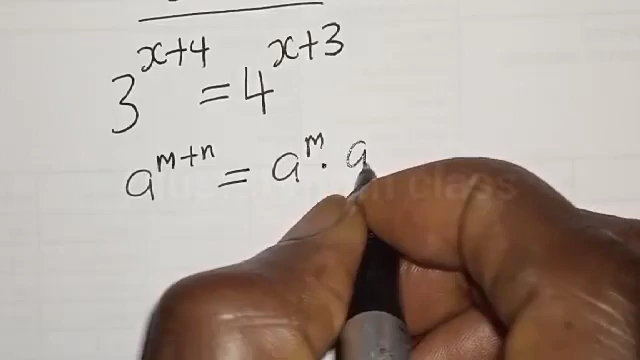 3^{x+4} = 4^{x+3}
a^{m+n} = a^m · a